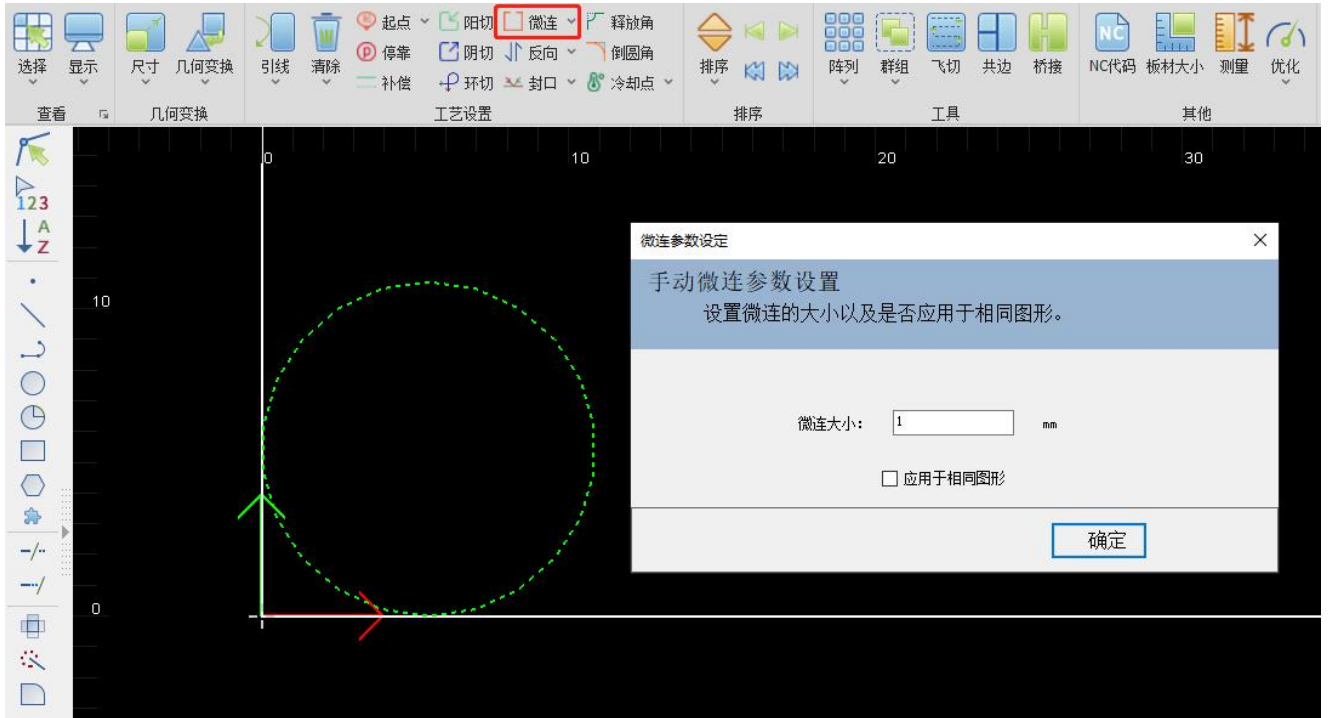 起点 阳切 微连 释放角
停靠 阴切 反向 倒圆角
选择 显示 尺寸 几何变换 引线 清除 补偿 环切 封口 冷却点 排序 阵列 群组 飞切 共边 桥接 NC NC代码 板材大小 测量 优化
查看 几何变换 工艺设置 排序 工具 其他
0 10 20 30
123
A
Z
微连参数设定
手动微连参数设置
设置微连的大小以及是否应用于相同图形。
10
微连大小: 1 mm
应用于相同图形
确定
0